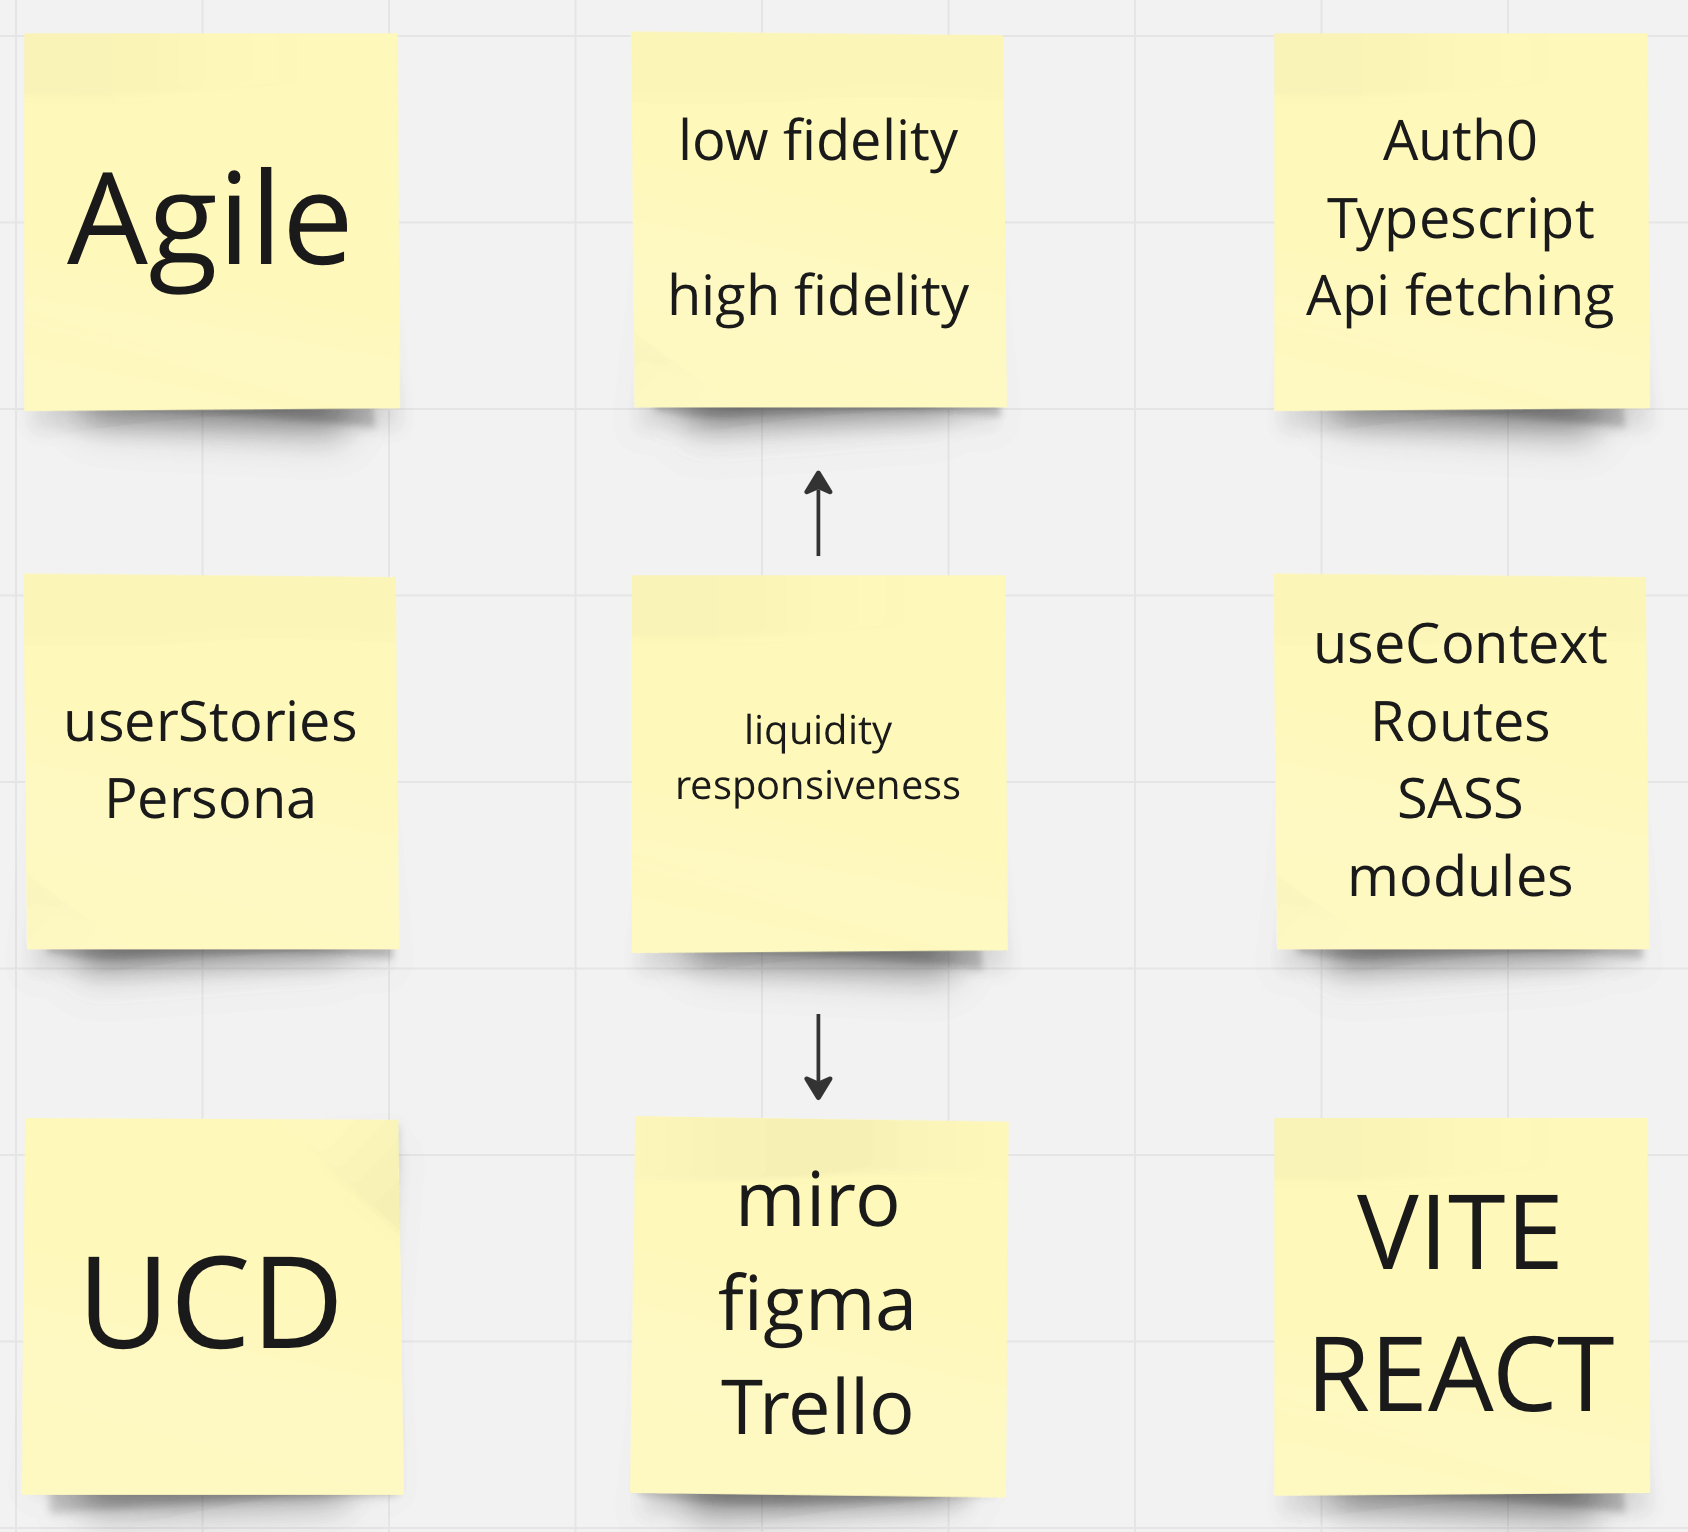 Agile
low fidelity
high fidelity
Auth0
Typescript
Api fetching
userStories
Persona
liquidity
responsiveness
useContext
Routes
SASS
modules
UCD
miro
figma
Trello
VITE
REACT